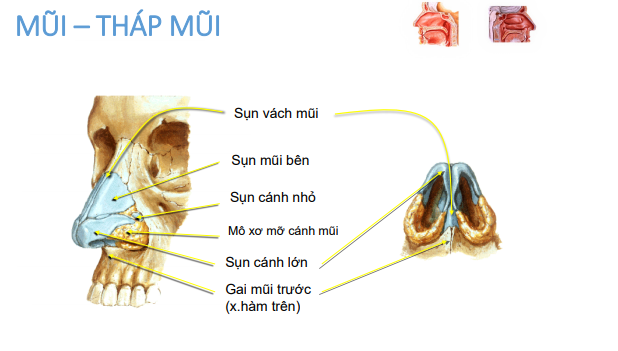 MŨI – THÁP MŨI
Sụn vách mũi
Sụn mũi bên
Sụn cánh nhỏ
Mô xơ mỡ cánh mũi
Sụn cánh lớn
Gai mũi trước
(x.hàm trên)